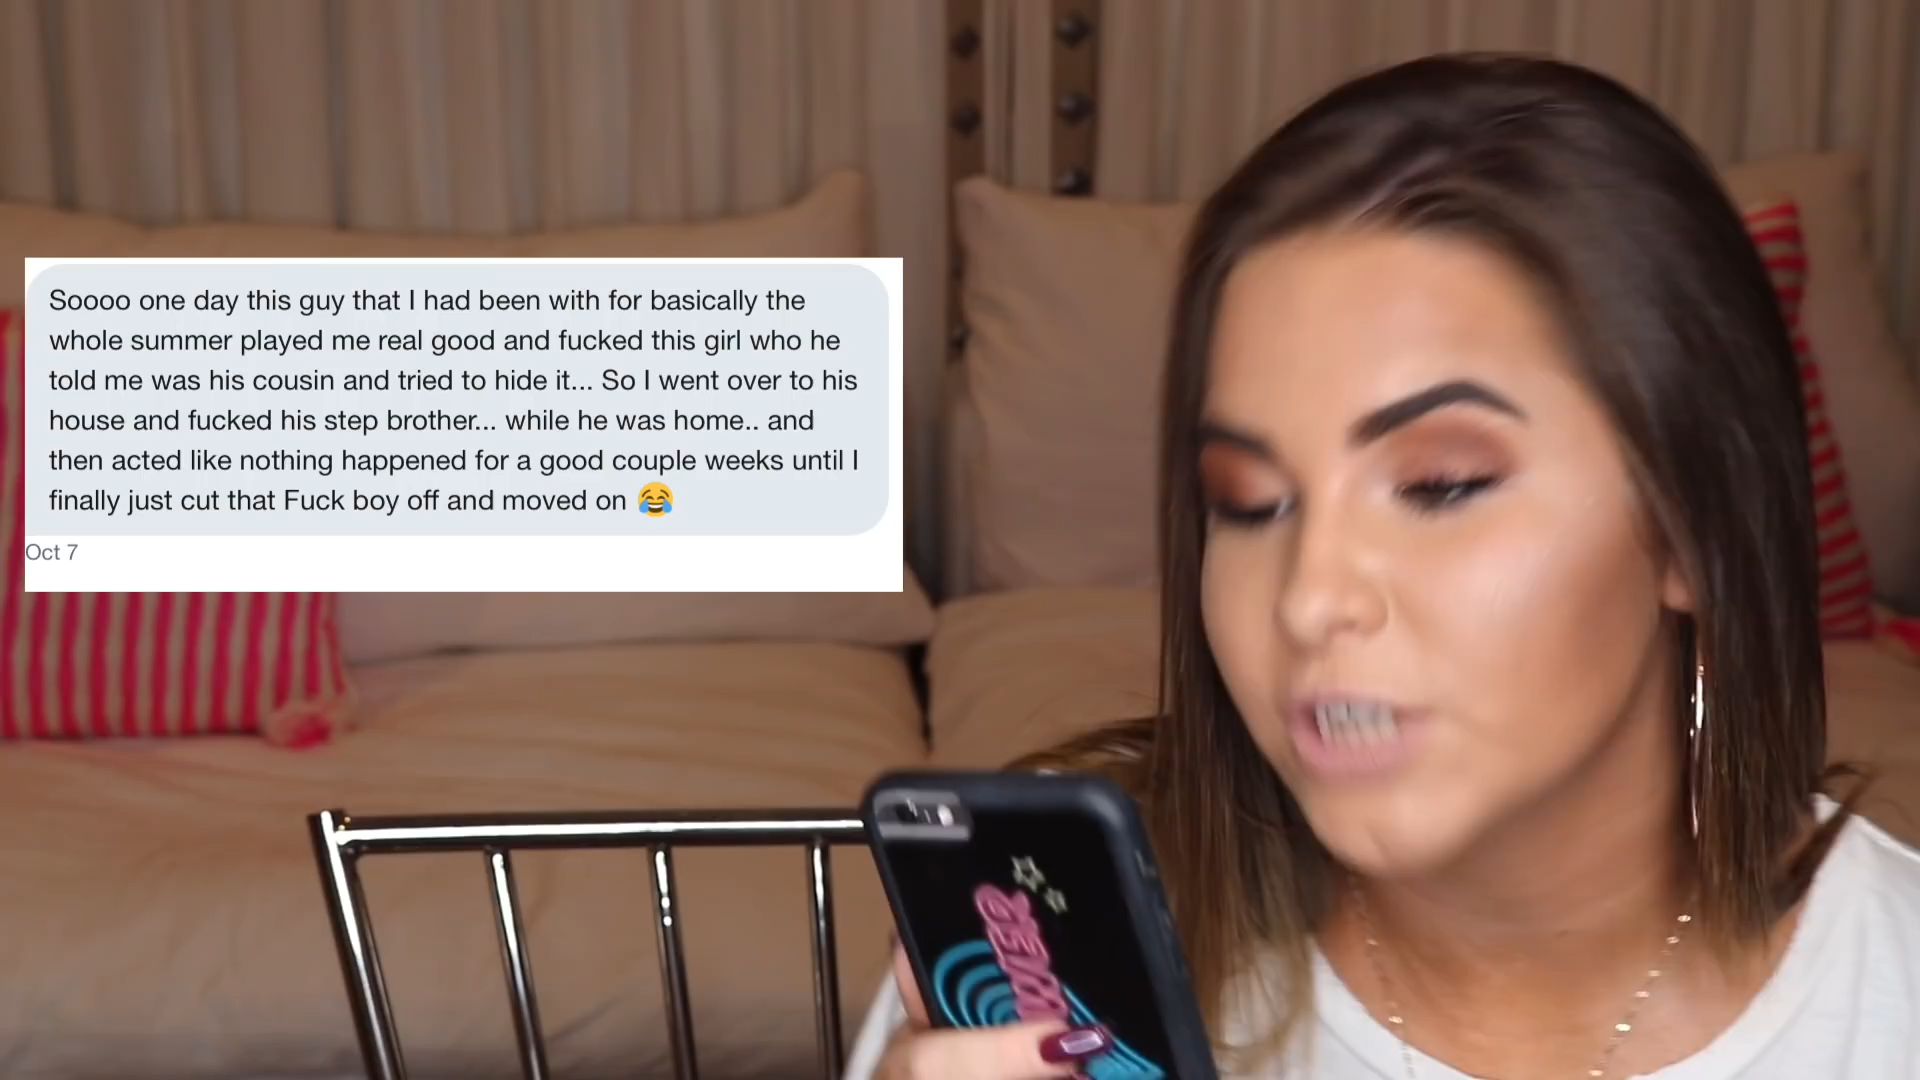 Soooo one day this guy that I had been with for basically the
whole summer played me real good and fucked this girl who he
told me was his cousin and tried to hide it... So I went over to his
house and fucked his step brother... while he was home.. and
then acted like nothing happened for a good couple weeks until I
finally just cut that Fuck boy off and moved on 😂
Oct 7